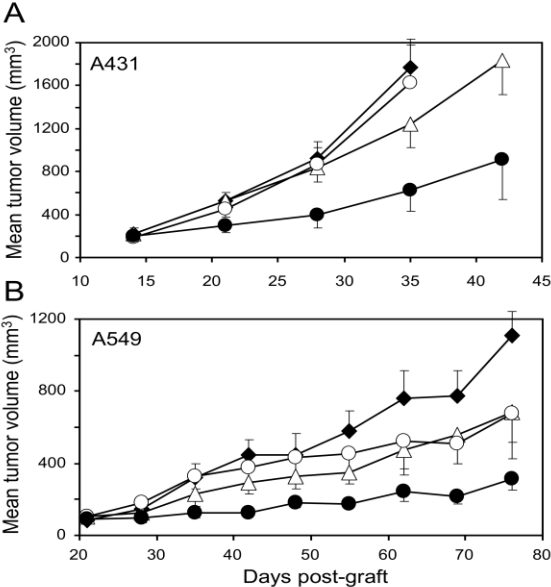 A
Mean tumor volume (mm³)
A431
2000
1600
1200
800
400
0
10 15 20 25 30 35 40 45
B
Mean tumor volume (mm³)
A549
1200
800
400
0
20 30 40 50 60 70 80
Days post-graft